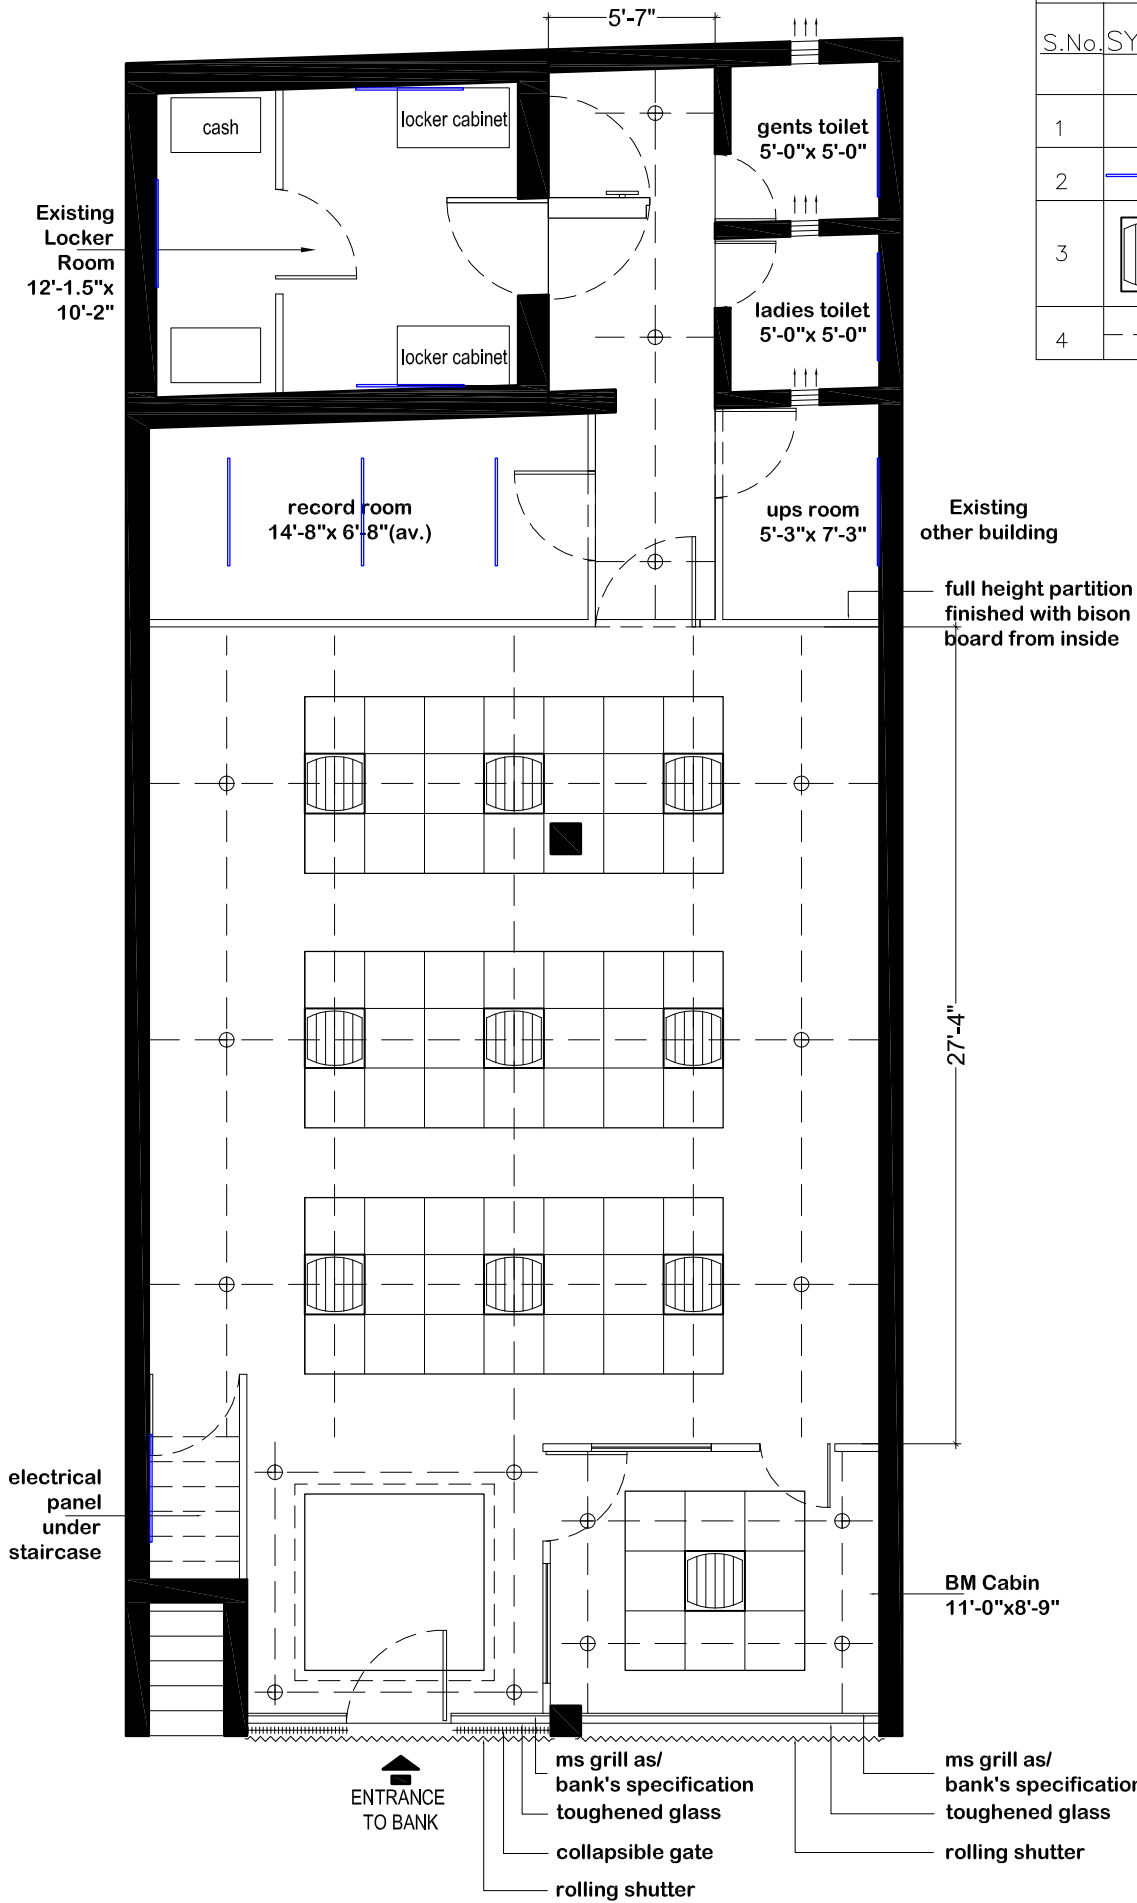 5'-7"
S.No.
SY
1
2
3
4
cash
locker cabinet
gents toilet
5'-0"x 5'-0"
Existing
Locker
Room
12'-1.5"x
10'-2"
ladies toilet
5'-0"x 5'-0"
locker cabinet
record room
14'-8"x 6'-8"(av.)
ups room
5'-3"x 7'-3"
Existing
other building
full height partition
finished with bison
board from inside
27'-4"
electrical
panel
under
staircase
BM Cabin
11'-0"x8'-9"
ENTRANCE
TO BANK
ms grill as/
bank's specification
toughened glass
collapsible gate
rolling shutter
ms grill as/
bank's specification
toughened glass
rolling shutter